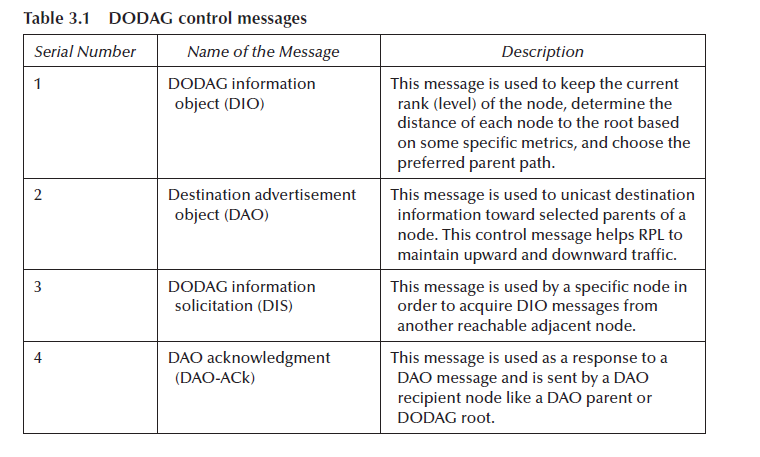 Table 3.1 DODAG control messages
Serial Number Name of the Message Description
1 DODAG information This message is used to keep the current
object (DIO) rank (level) of the node, determine the
distance of each node to the root based
on some specific metrics, and choose the
preferred parent path.
2 Destination advertisement This message is used to unicast destination
object (DAO) information toward selected parents of a
node. This control message helps RPL to
maintain upward and downward traffic.
3 DODAG information This message is used by a specific node in
solicitation (DIS) order to acquire DIO messages from
another reachable adjacent node.
4 DAO acknowledgment This message is used as a response to a
(DAO-ACk) DAO message and is sent by a DAO
recipient node like a DAO parent or
DODAG root.